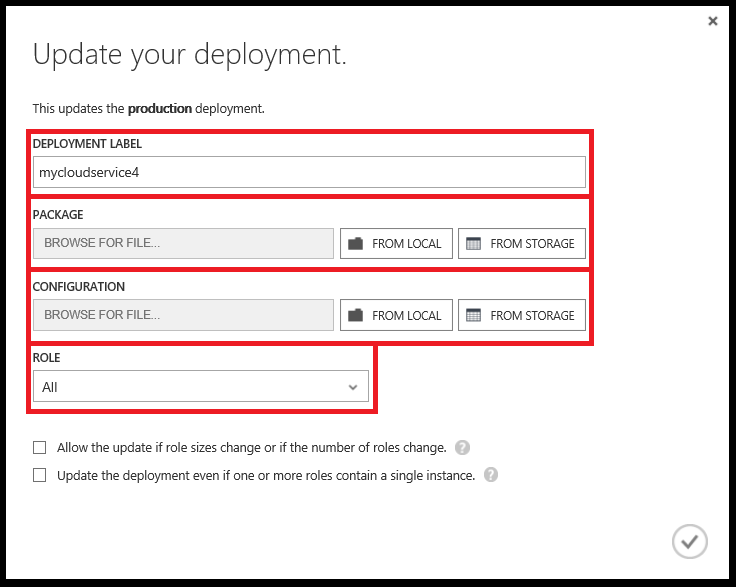 Update your deployment.
This updates the production deployment.
DEPLOYMENT LABEL
mycloudservice4
PACKAGE
BROWSE FOR FILE... FROM LOCAL FROM STORAGE
CONFIGURATION
BROWSE FOR FILE... FROM LOCAL FROM STORAGE
ROLE
All
Allow the update if role sizes change or if the number of roles change. ?
Update the deployment even if one or more roles contain a single instance. ?